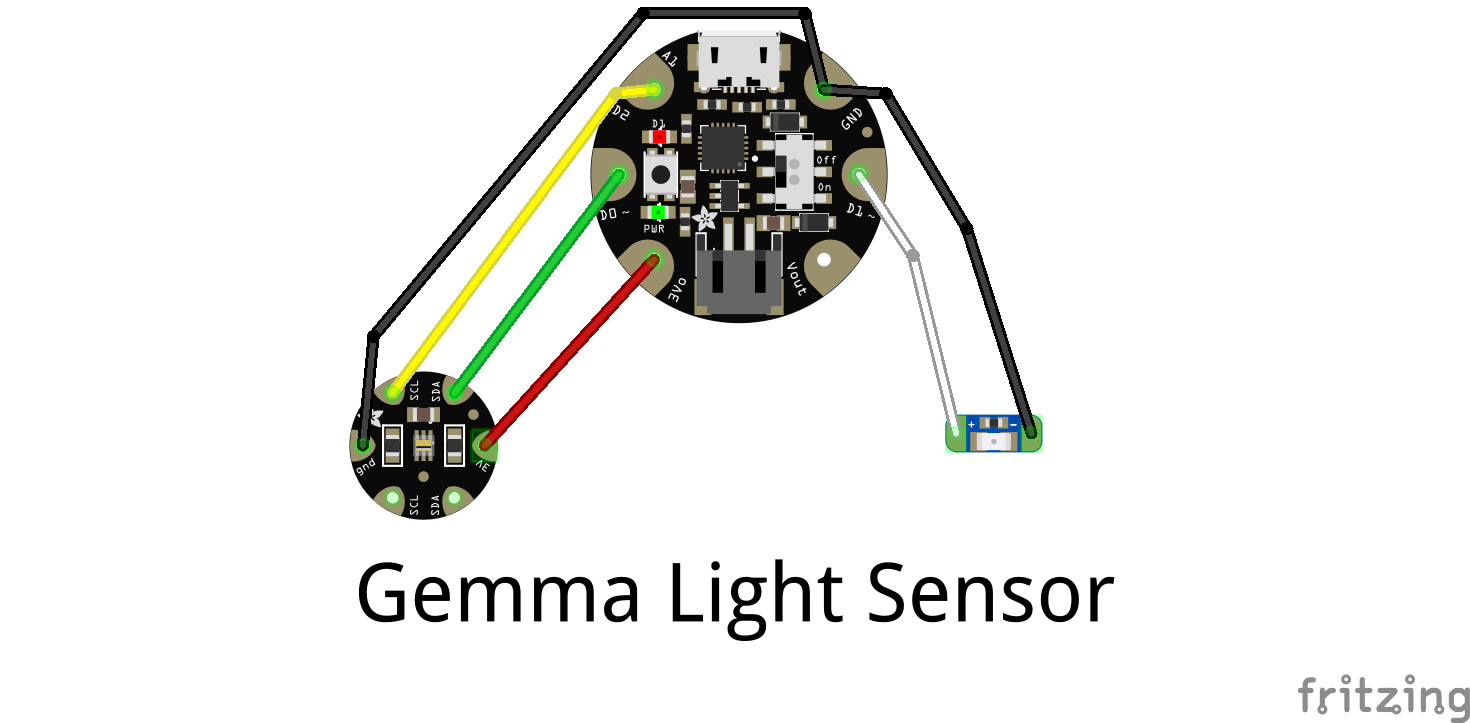 A1
D2
GND
D1
Off
On
D0 ~
D1 ~
PWR
3Vo
Vout
SCL
SDA
gnd
3V
+
-
SCL
SDA
Gemma Light Sensor
fritzing